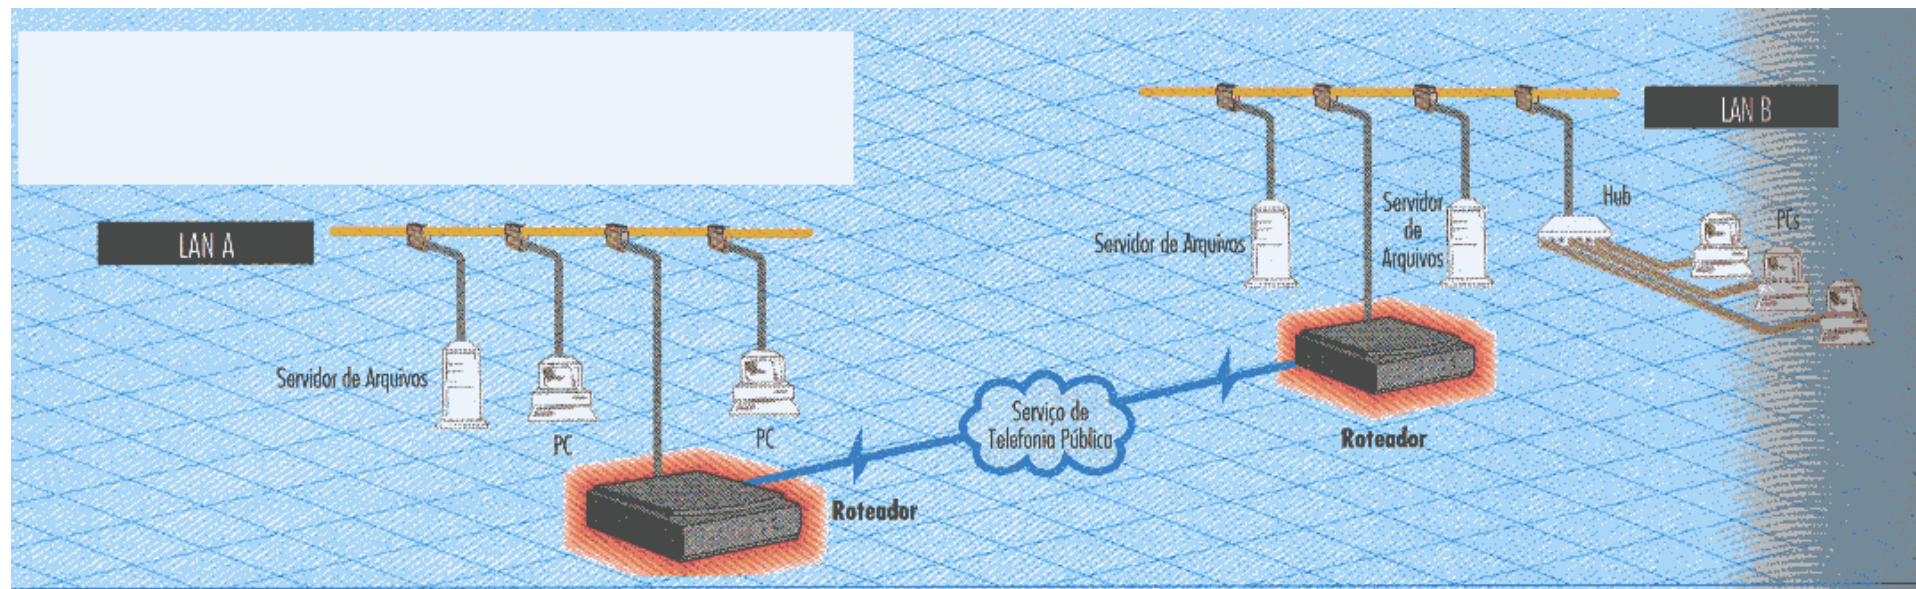 LAN B
Hub
PCs
Servidor
de
Arquivos
Servidor de Arquivos
LAN A
Servidor de Arquivos
PC
PC
Serviço de
Telefonia Pública
Roteador
Roteador